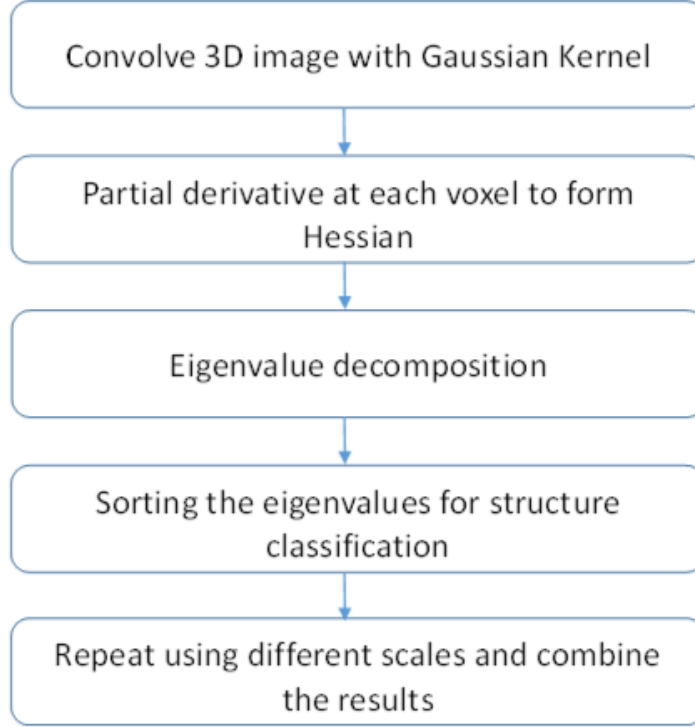 Convolve 3D image with Gaussian Kernel
Partial derivative at each voxel to form
Hessian
Eigenvalue decomposition
Sorting the eigenvalues for structure
classification
Repeat using different scales and combine
the results